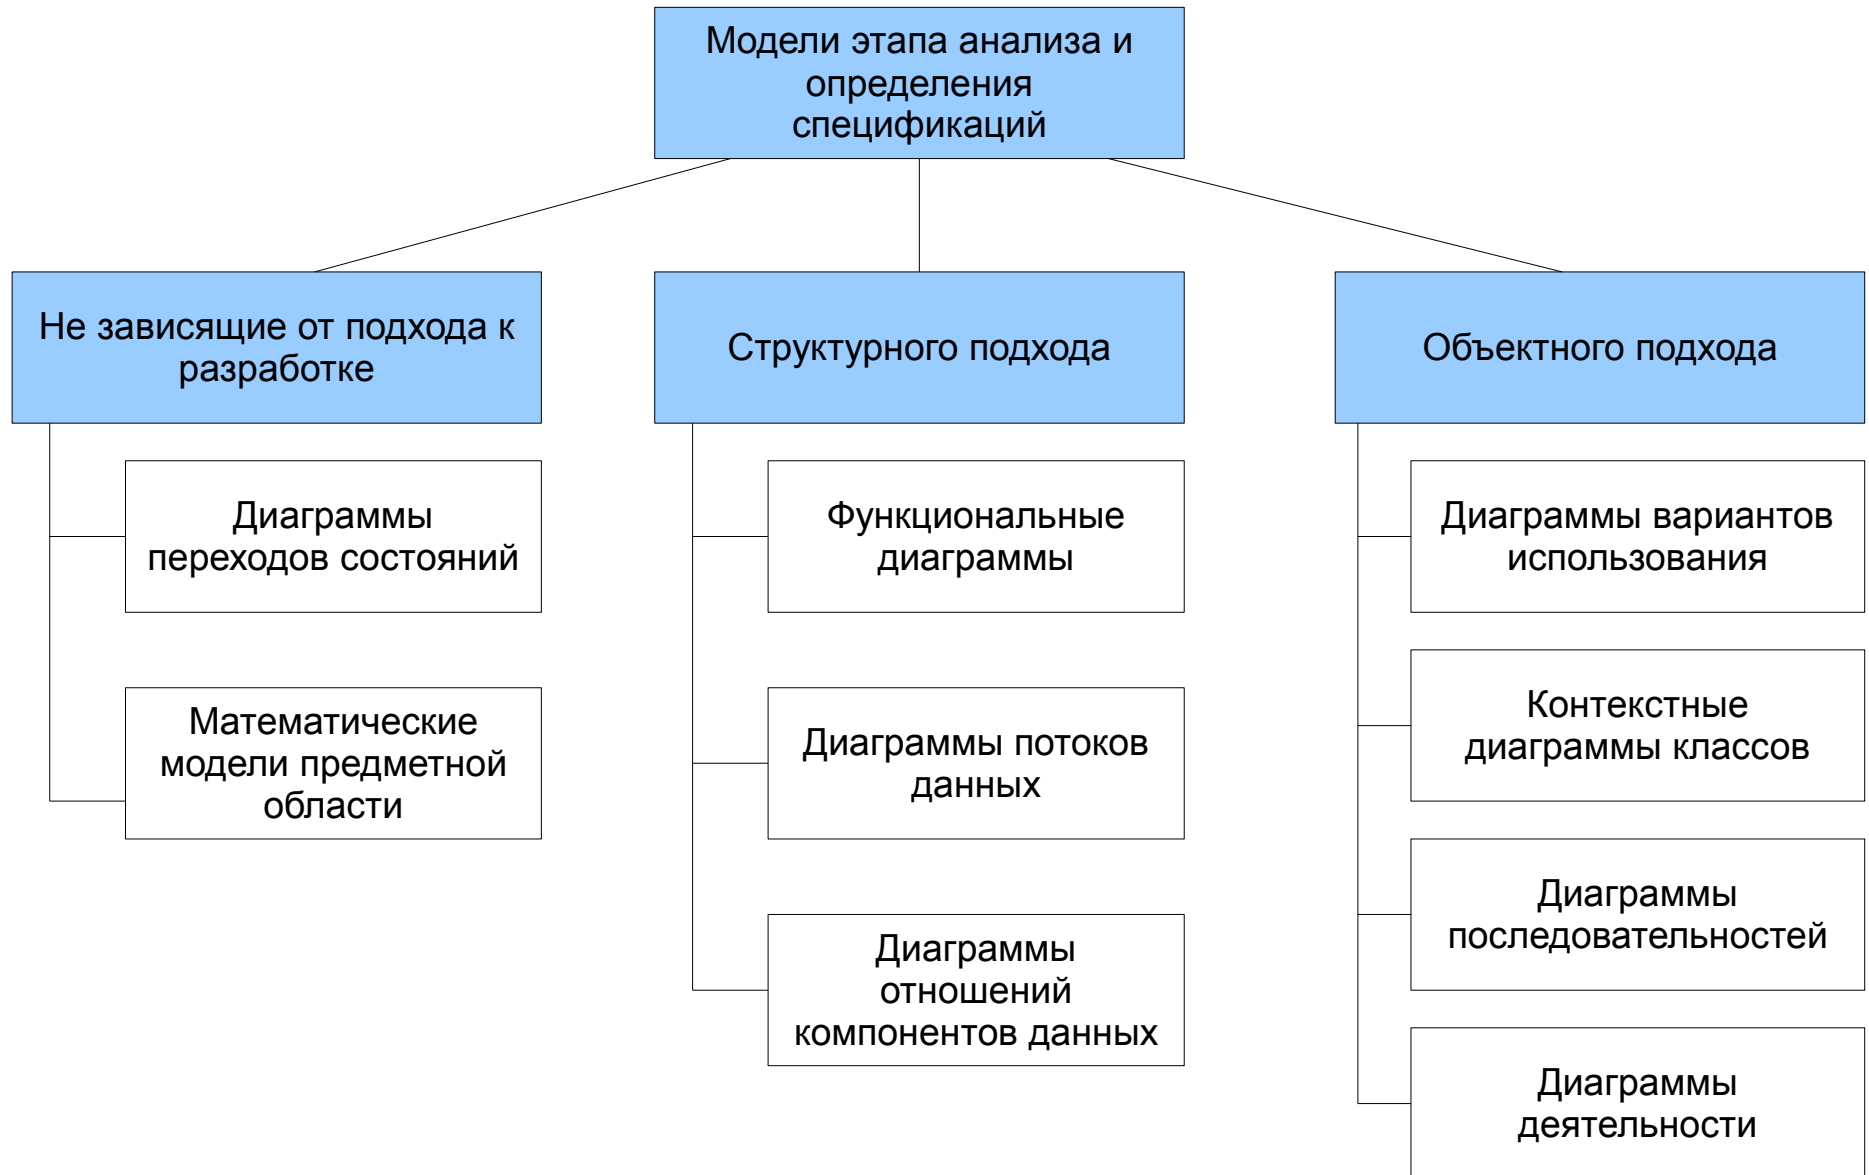 Модели этапа анализа и
определения
спецификаций
Не зависящие от подхода к
разработке
Структурного подхода
Объектного подхода
Диаграммы
переходов состояний
Математические
модели предметной
области
Функциональные
диаграммы
Диаграммы потоков
данных
Диаграммы
отношений
компонентов данных
Диаграммы вариантов
использования
Контекстные
диаграммы классов
Диаграммы
последовательностей
Диаграммы
деятельности